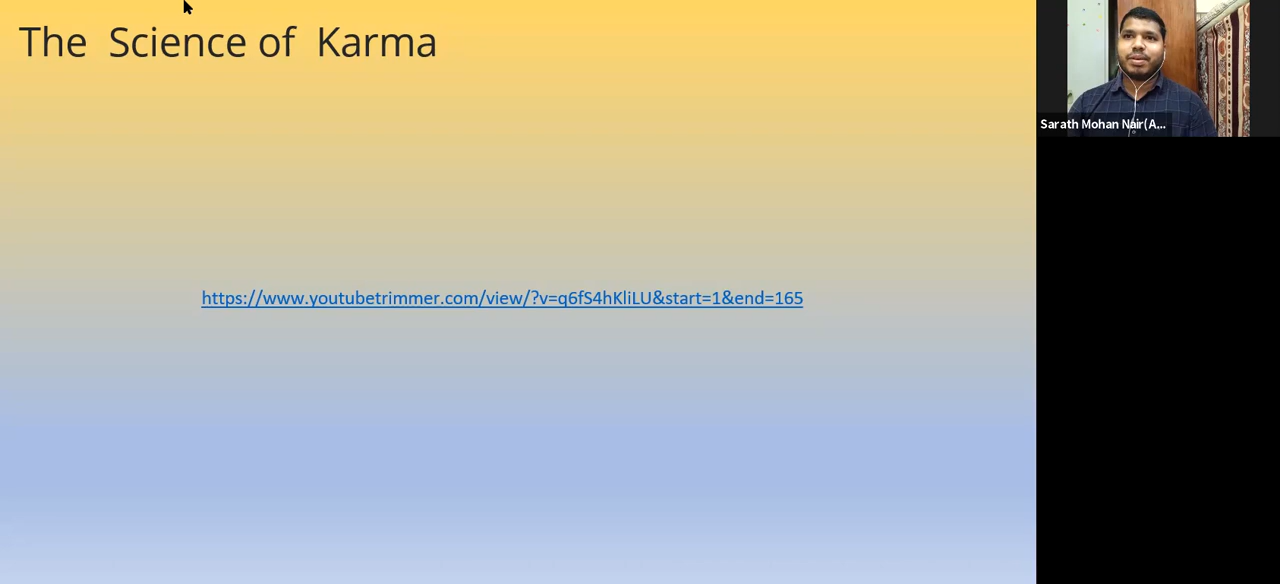 The Science of Karma
https://www.youtubetrimmer.com/view/?v=q6fS4hKliLU&start=1&end=165
Sarath Mohan Nair(A...